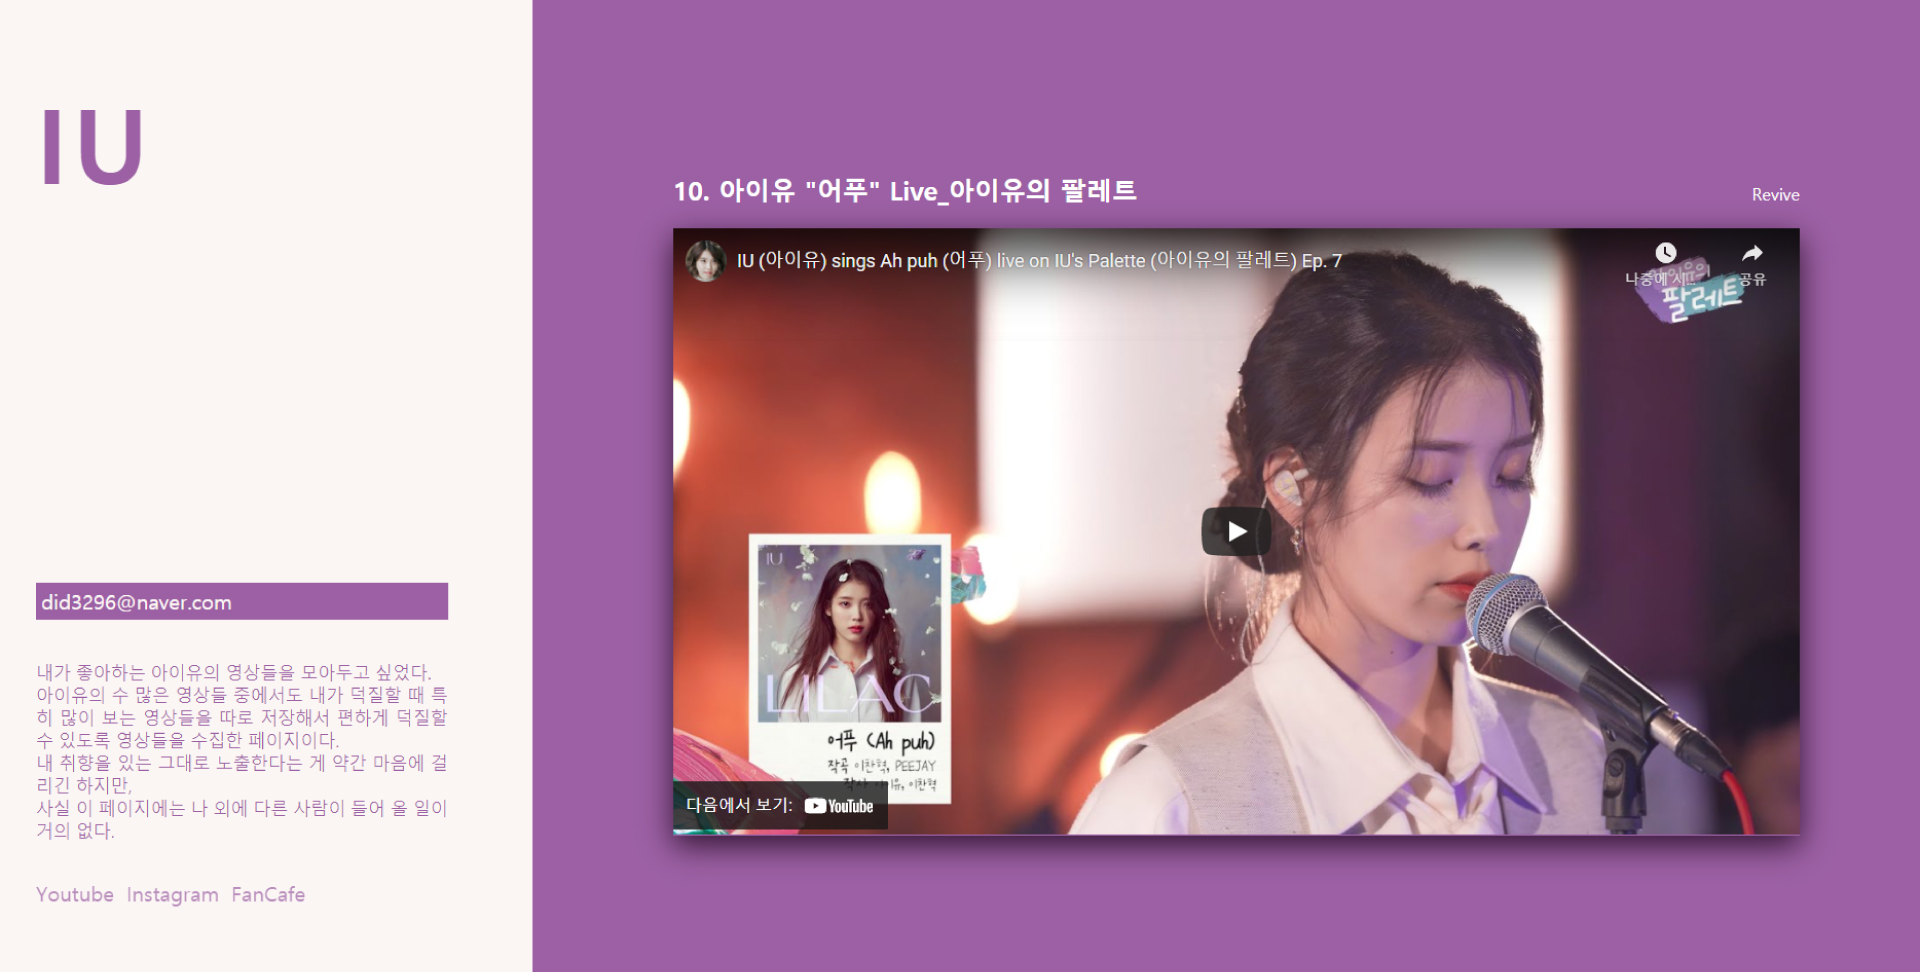 IU
did3296@naver.com
내가 좋아하는 아이유의 영상들을 모아두고 싶었다.
아이유의 수 많은 영상들 중에서도 내가 덕질할 때 특
히 많이 보는 영상들을 따로 저장해서 편하게 덕질할
수 있도록 영상들을 수집한 페이지이다.
내 취향을 있는 그대로 노출한다는 게 약간 마음에 걸
리긴 하지만,
사실 이 페이지에는 나 외에 다른 사람이 들어 올 일이
거의 없다.
Youtube Instagram FanCafe
10. 아이유 "어푸" Live_아이유의 팔레트
Revive
IU (아이유) sings Ah puh (어푸) live on IU's Palette (아이유의 팔레트) Ep. 7
나중에 시...
공유
아이유의
팔레트
IU
LILAC
어푸 (Ah puh)
작곡 이찬혁, PEEJAY
작사 아이유, 이찬혁
다음에서 보기: YouTube